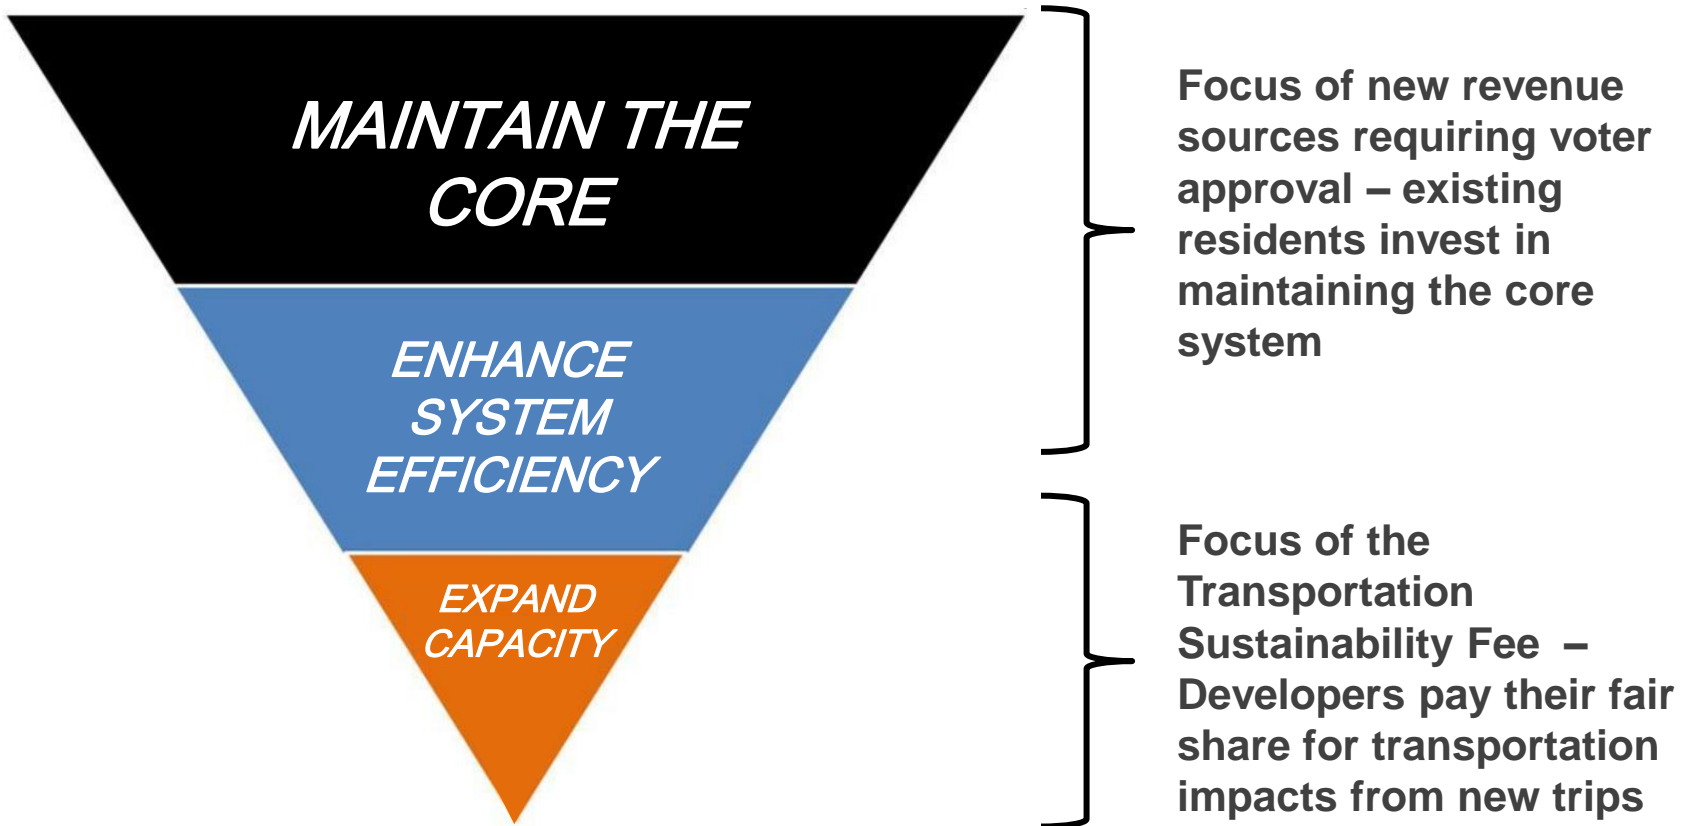 MAINTAIN THE
CORE
ENHANCE
SYSTEM
EFFICIENCY
EXPAND
CAPACITY
Focus of new revenue
sources requiring voter
approval – existing
residents invest in
maintaining the core
system
Focus of the
Transportation
Sustainability Fee –
Developers pay their fair
share for transportation
impacts from new trips